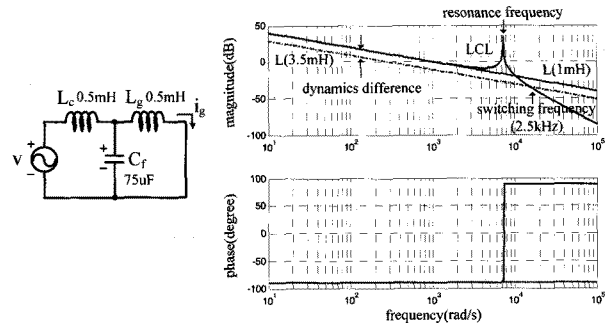 L_c 0.5mH L_g 0.5mH i_g
+
v
−
+
−
C_f
75uF
resonance frequency
magnitude(dB)
50
0
-50
-100
LCL
L(3.5mH)
L(1mH)
dynamics difference
switching frequency
(2.5kHz)
10^1 10^2 10^3 10^4 10^5
phase(degree)
100
50
0
-50
-100
10^1 10^2 10^3 10^4 10^5
frequency(rad/s)